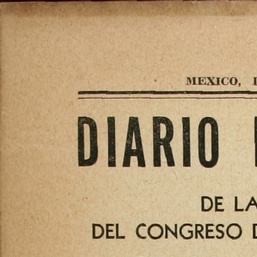 MEXICO,
DIARIO
DE LA
DEL CONGRESO